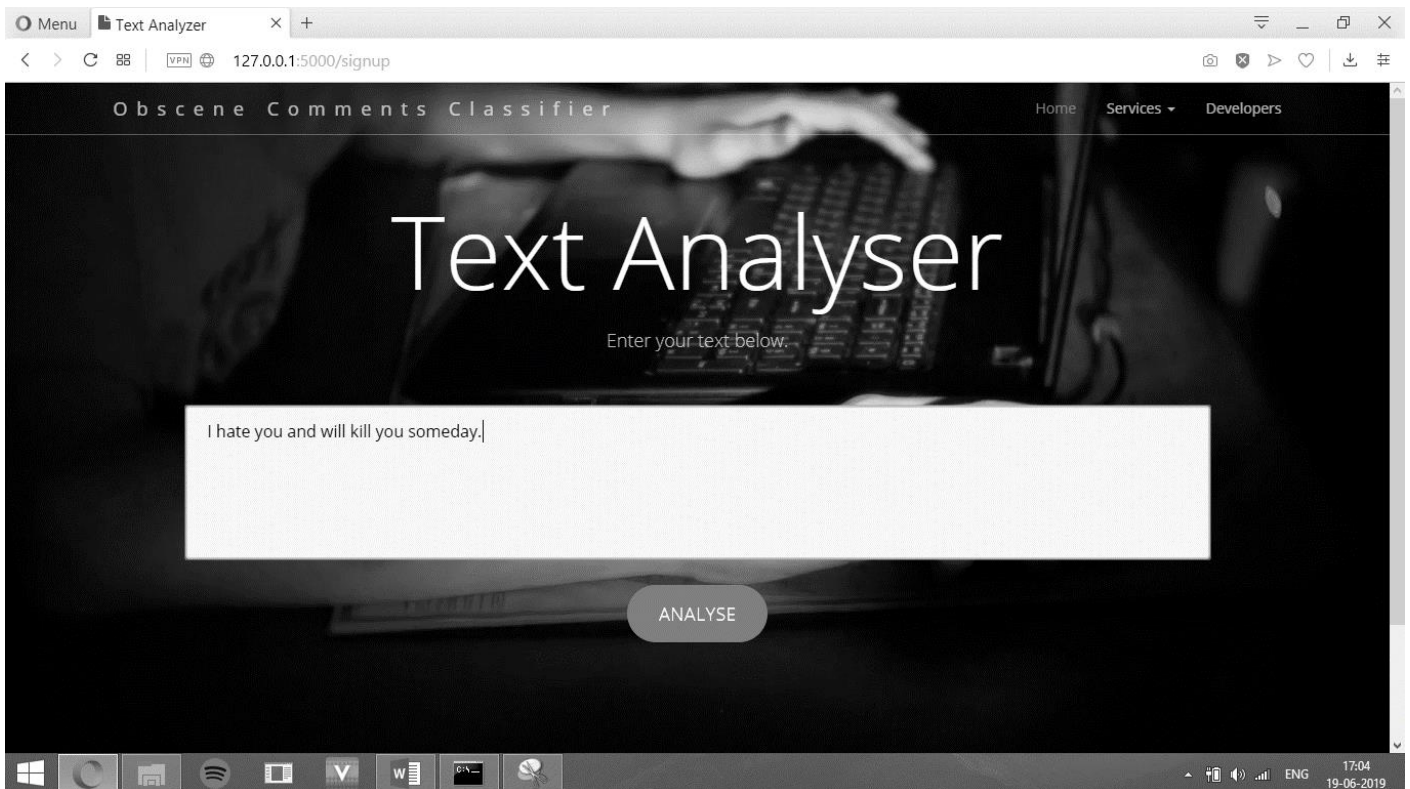 Menu Text Analyzer
VPN 127.0.0.1:5000/signup
Obscene Comments Classifier Home Services Developers
Text Analyser
Enter your text below.
I hate you and will kill you someday.
ANALYSE
17:04
ENG
19-06-2019